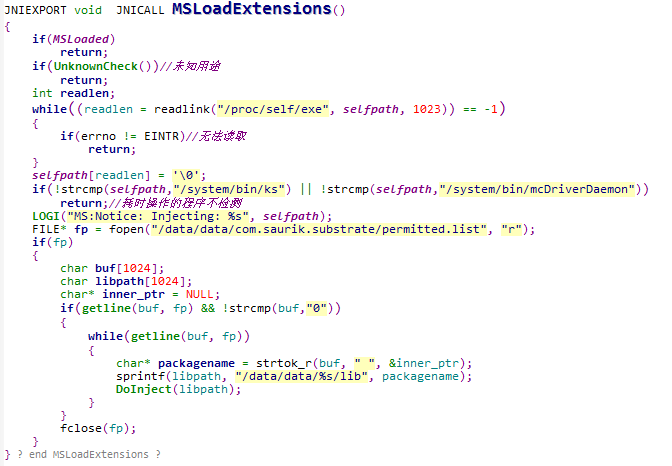 JNIEXPORT void  JNICALL MSLoadExtensions()
{
    if(MSLoaded)
        return;
    if(UnknownCheck())//未知用途
        return;
    int readlen;
    while((readlen = readlink("/proc/self/exe", selfpath, 1023)) == -1)
    {
        if(errno != EINTR)//无法读取
            return;
    }
    selfpath[readlen] = '\0';
    if(!strcmp(selfpath,"/system/bin/ks") || !strcmp(selfpath,"/system/bin/mcDriverDaemon"))
        return;//耗时操作的程序不检测
    LOGI("MS:Notice: Injecting: %s", selfpath);
    FILE* fp = fopen("/data/data/com.saurik.substrate/permitted.list", "r");
    if(fp)
    {
        char buf[1024];
        char libpath[1024];
        char* inner_ptr = NULL;
        if(getline(buf, fp) && !strcmp(buf,"0"))
        {
            while(getline(buf, fp))
            {
                char* packagename = strtok_r(buf, " ", &inner_ptr);
                sprintf(libpath, "/data/data/%s/lib", packagename);
                DoInject(libpath);
            }
        }
        fclose(fp);
    }
} ? end MSLoadExtensions ?